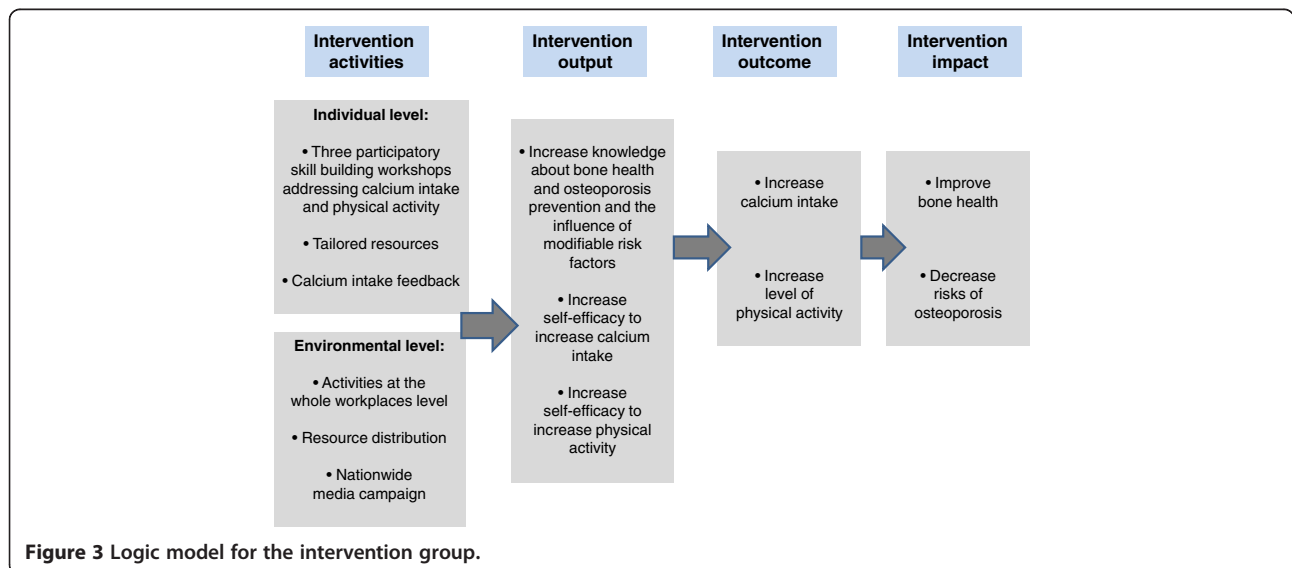 Intervention
activities
Intervention
output
Intervention
outcome
Intervention
impact
Individual level:
• Three participatory
skill building workshops
addressing calcium intake
and physical activity
• Tailored resources
• Calcium intake feedback
Environmental level:
• Activities at the
whole workplaces level
• Resource distribution
• Nationwide
media campaign
• Increase knowledge
about bone health
and osteoporosis
prevention and the
influence of
modifiable risk
factors
• Increase
self-efficacy to
increase calcium
intake
• Increase
self-efficacy to
increase physical
activity
• Increase
calcium intake
• Increase
level of
physical activity
• Improve
bone health
• Decrease
risks of
osteoporosis
Figure 3 Logic model for the intervention group.